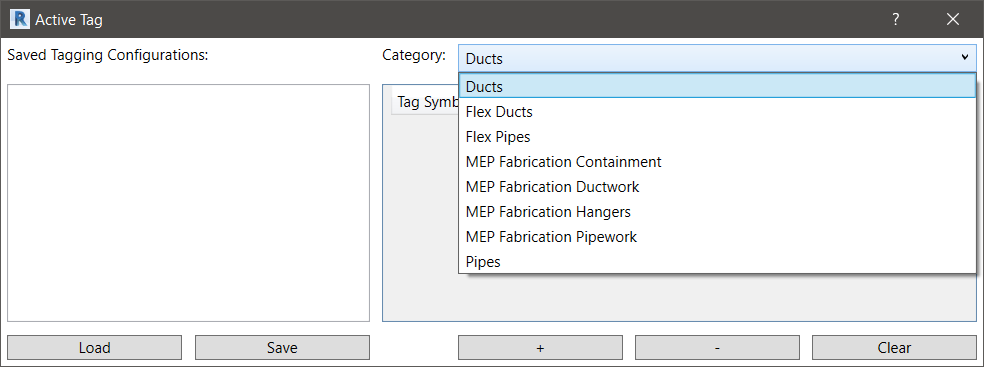 R Active Tag ?
Saved Tagging Configurations:
Category: Ducts
Tag Symb
Ducts
Flex Ducts
Flex Pipes
MEP Fabrication Containment
MEP Fabrication Ductwork
MEP Fabrication Hangers
MEP Fabrication Pipework
Pipes
Load Save + - Clear